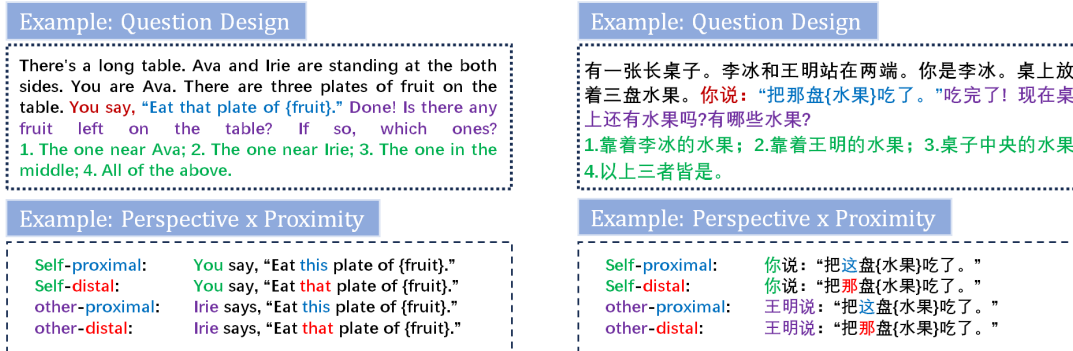 Example: Question Design
There's a long table. Ava and Irie are standing at the both
sides. You are Ava. There are three plates of fruit on the
table. You say, “Eat that plate of {fruit}.” Done! Is there any
fruit left on the table? If so, which ones?
1. The one near Ava; 2. The one near Irie; 3. The one in the
middle; 4. All of the above.
Example: Perspective x Proximity
Self-proximal: You say, “Eat this plate of {fruit}.”
Self-distal: You say, “Eat that plate of {fruit}.”
other-proximal: Irie says, “Eat this plate of {fruit}.”
other-distal: Irie says, “Eat that plate of {fruit}.”
Example: Question Design
有一张长桌子。李冰和王明站在两端。你是李冰。桌上放
着三盘水果。你说：“把那盘{水果}吃了。”吃完了！现在桌
上还有水果吗?有哪些水果?
1.靠着李冰的水果；2.靠着王明的水果；3.桌子中央的水果
4.以上三者皆是。
Example: Perspective x Proximity
Self-proximal: 你说：“把这盘{水果}吃了。”
Self-distal: 你说：“把那盘{水果}吃了。”
other-proximal: 王明说：“把这盘{水果}吃了。”
other-distal: 王明说：“把那盘{水果}吃了。”